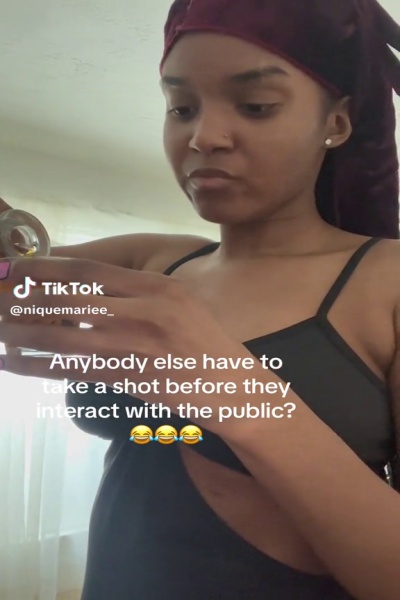 TikTok
@niquemariee_
Anybody else have to
take a shot before they
interact with the public?
😂😂😂